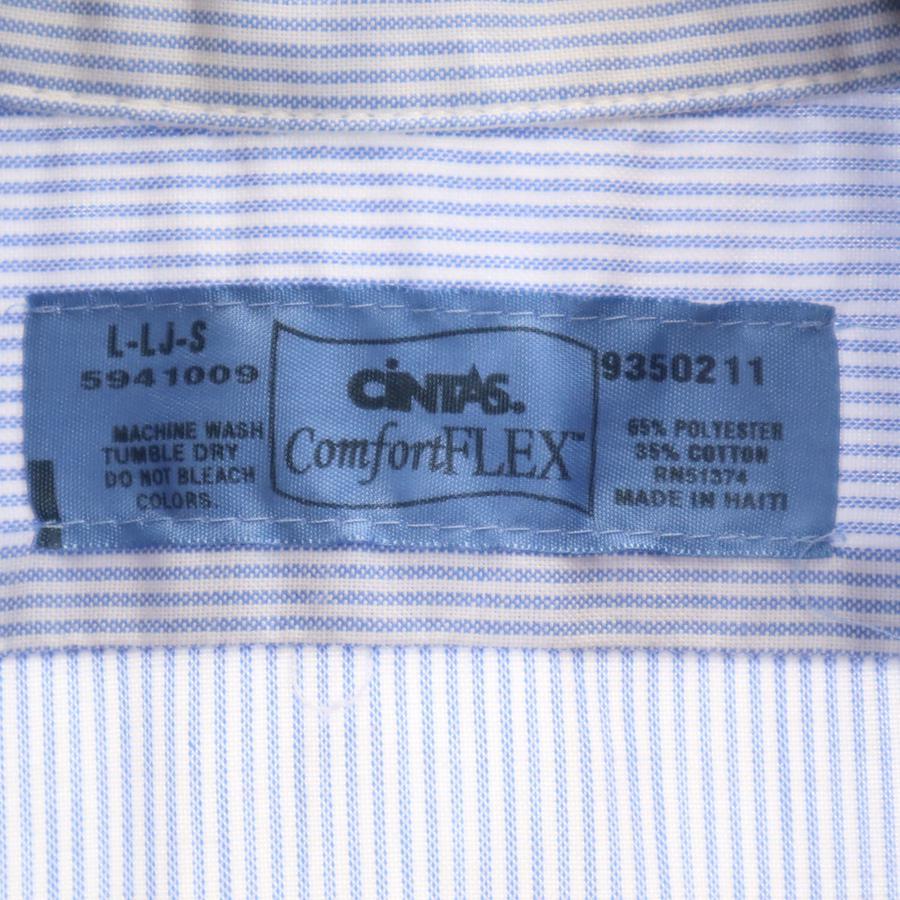 L-LJ-S
5941009
MACHINE WASH
TUMBLE DRY
DO NOT BLEACH
COLORS.
CINTAS.
ComfortFLEX™
9350211
65% POLYESTER
35% COTTON
RN51374
MADE IN HAITI